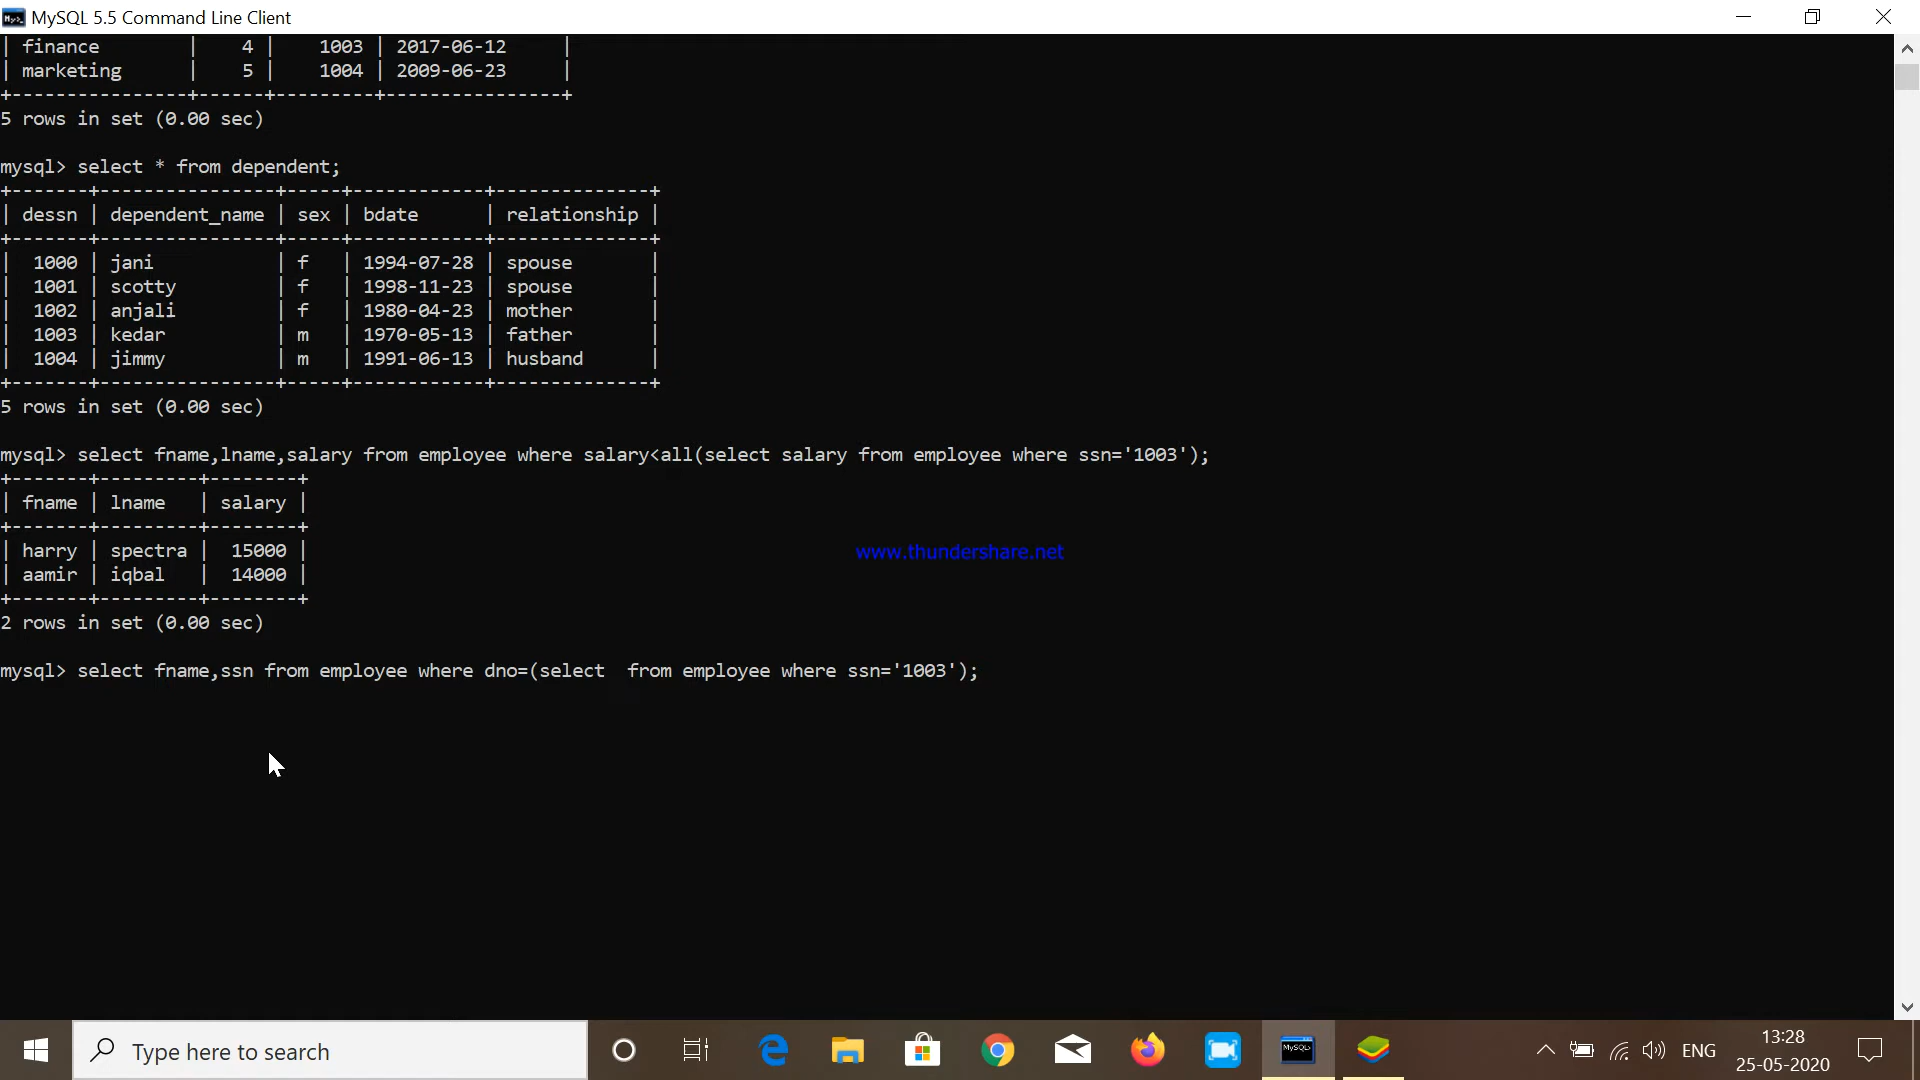 MySQL 5.5 Command Line Client
| finance        |    4 |    1003 | 2017-06-12     |
| marketing      |    5 |    1004 | 2009-06-23     |
+----------------+------+---------+----------------+
5 rows in set (0.00 sec)
mysql> select * from dependent;
+-------+----------------+-----+------------+--------------+
| dessn | dependent_name | sex | bdate      | relationship |
+-------+----------------+-----+------------+--------------+
|  1000 | jani           | f   | 1994-07-28 | spouse       |
|  1001 | scotty         | f   | 1998-11-23 | spouse       |
|  1002 | anjali         | f   | 1980-04-23 | mother       |
|  1003 | kedar          | m   | 1970-05-13 | father       |
|  1004 | jimmy          | m   | 1991-06-13 | husband      |
+-------+----------------+-----+------------+--------------+
5 rows in set (0.00 sec)
mysql> select fname,lname,salary from employee where salary<all(select salary from employee where ssn='1003');
+-------+---------+--------+
| fname | lname   | salary |
+-------+---------+--------+
| harry | spectra |  15000 |
| aamir | iqbal   |  14000 |
+-------+---------+--------+
www.thundershare.net
2 rows in set (0.00 sec)
mysql> select fname,ssn from employee where dno=(select  from employee where ssn='1003');
Type here to search
MySQL
ENG
13:28
25-05-2020